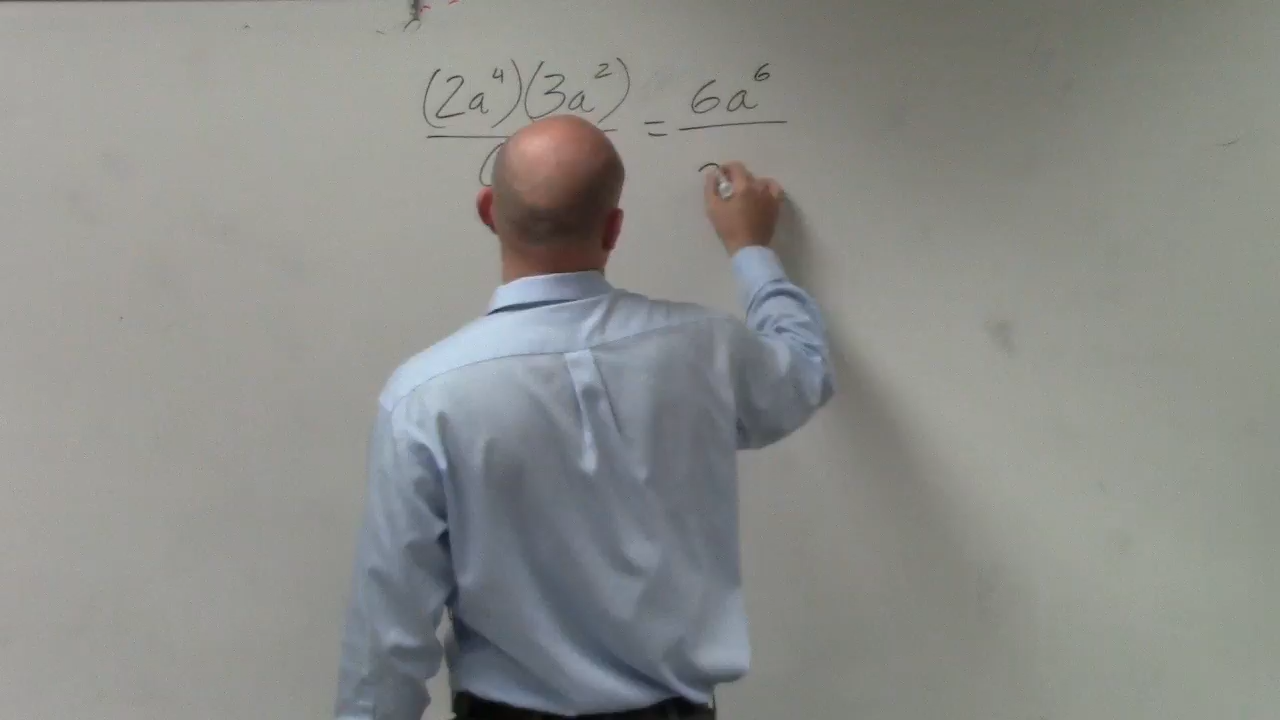 (2a⁴)(3a²) = 6a⁶
(